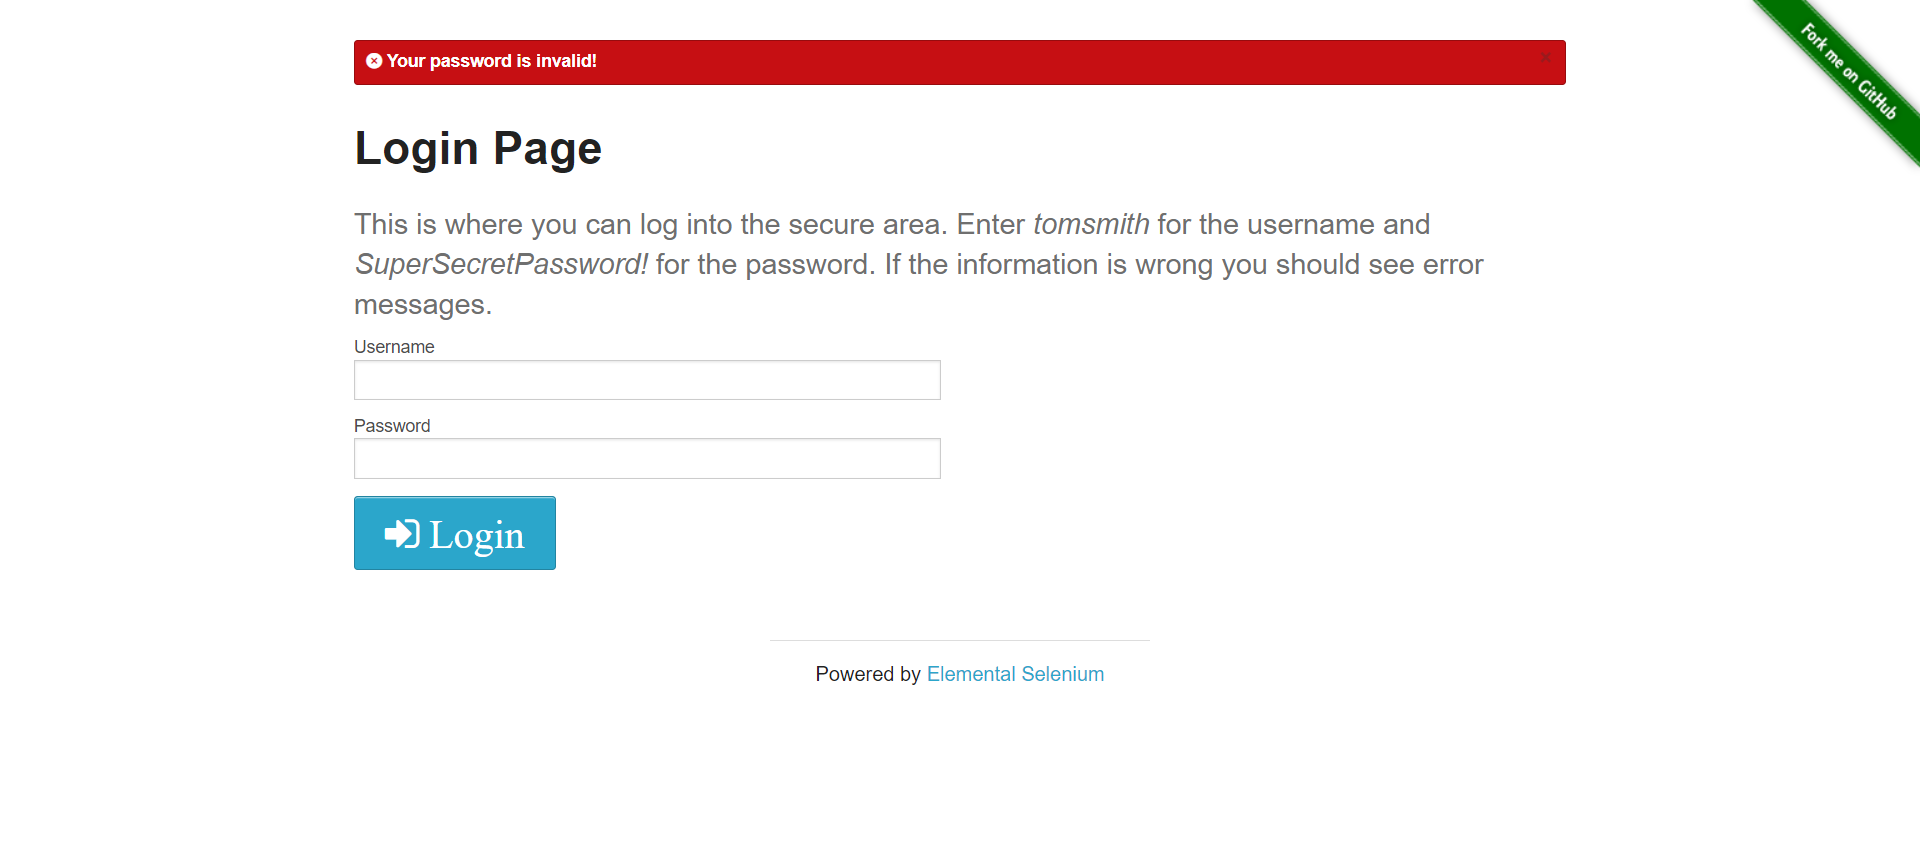 Your password is invalid!
Fork me on GitHub
Login Page
This is where you can log into the secure area. Enter tomsmith for the username and
SuperSecretPassword! for the password. If the information is wrong you should see error
messages.
Username
Password
Login
Powered by Elemental Selenium